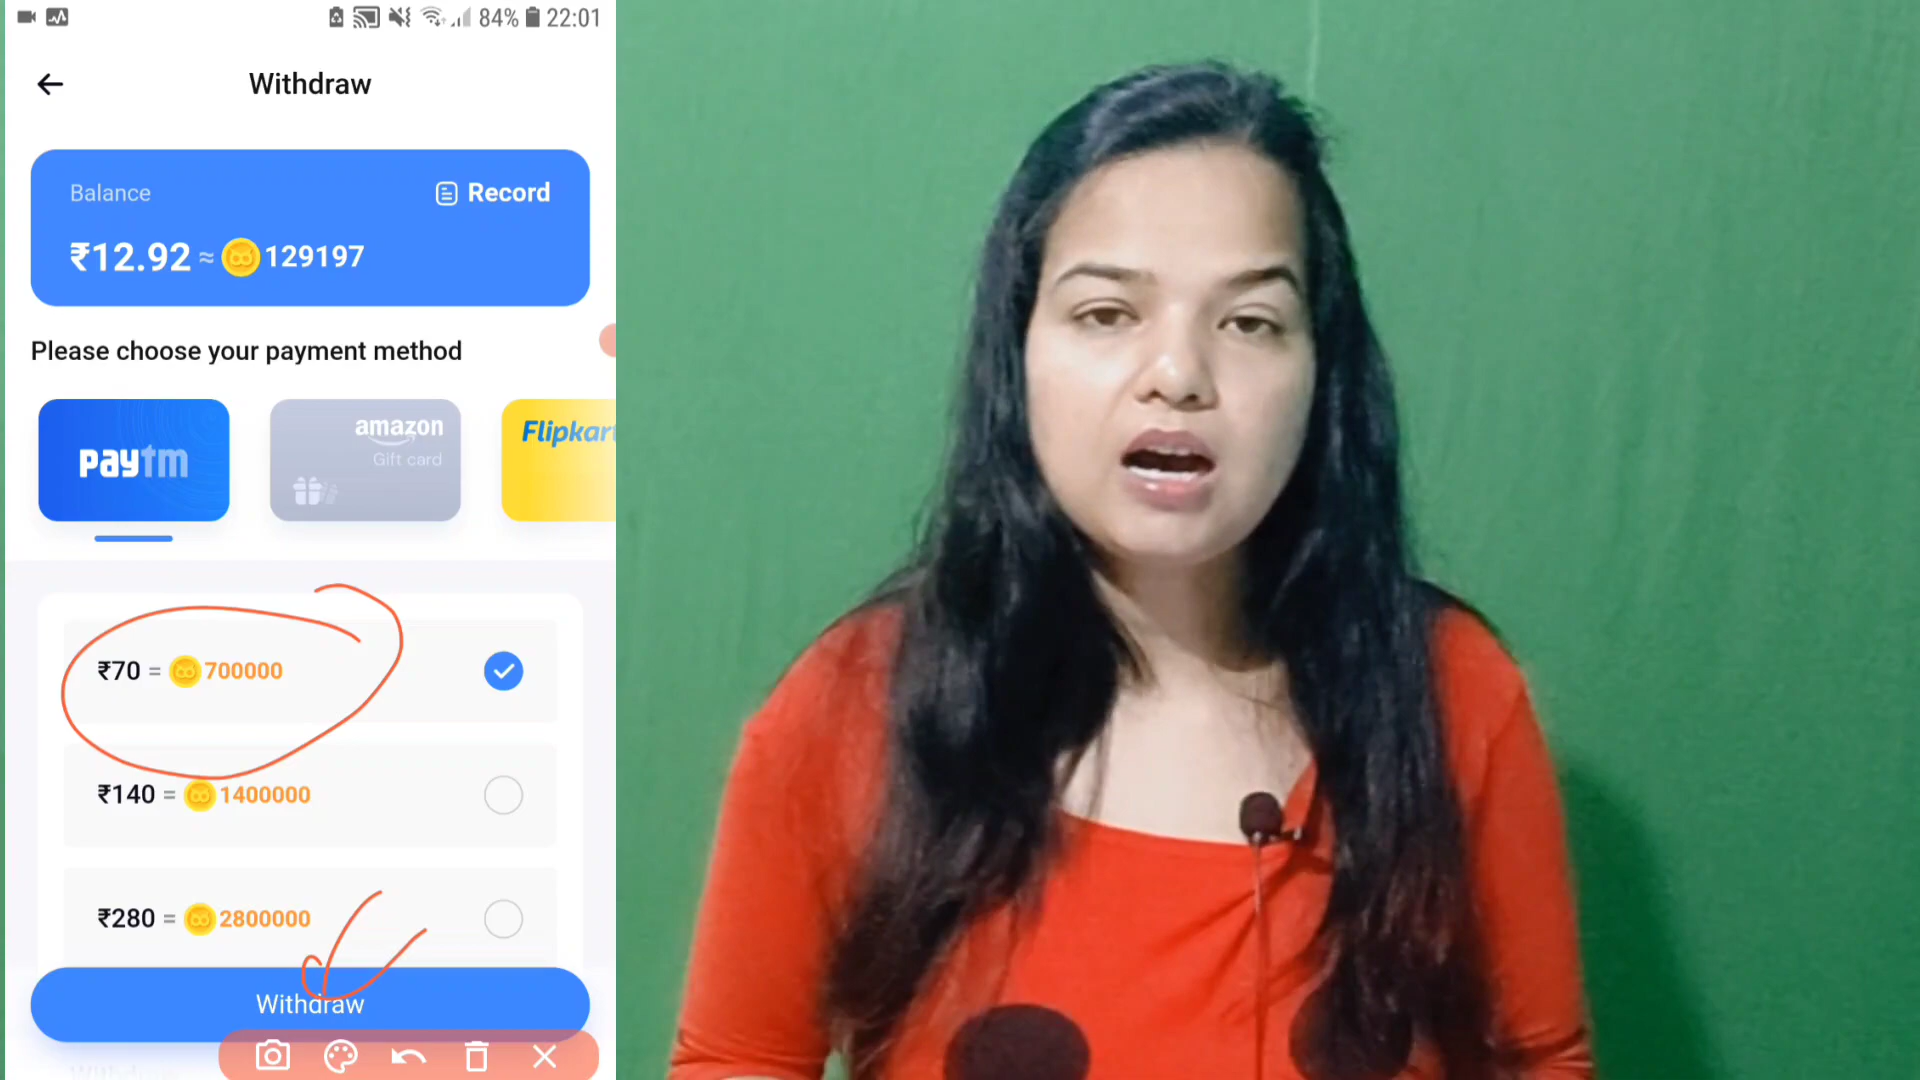 84% 22:01
Withdraw
Balance
Record
₹12.92 ≈ 129197
Please choose your payment method
paytm
amazon
Gift card
Flipkart
₹70 = 700000
₹140 = 1400000
₹280 = 2800000
Withdraw